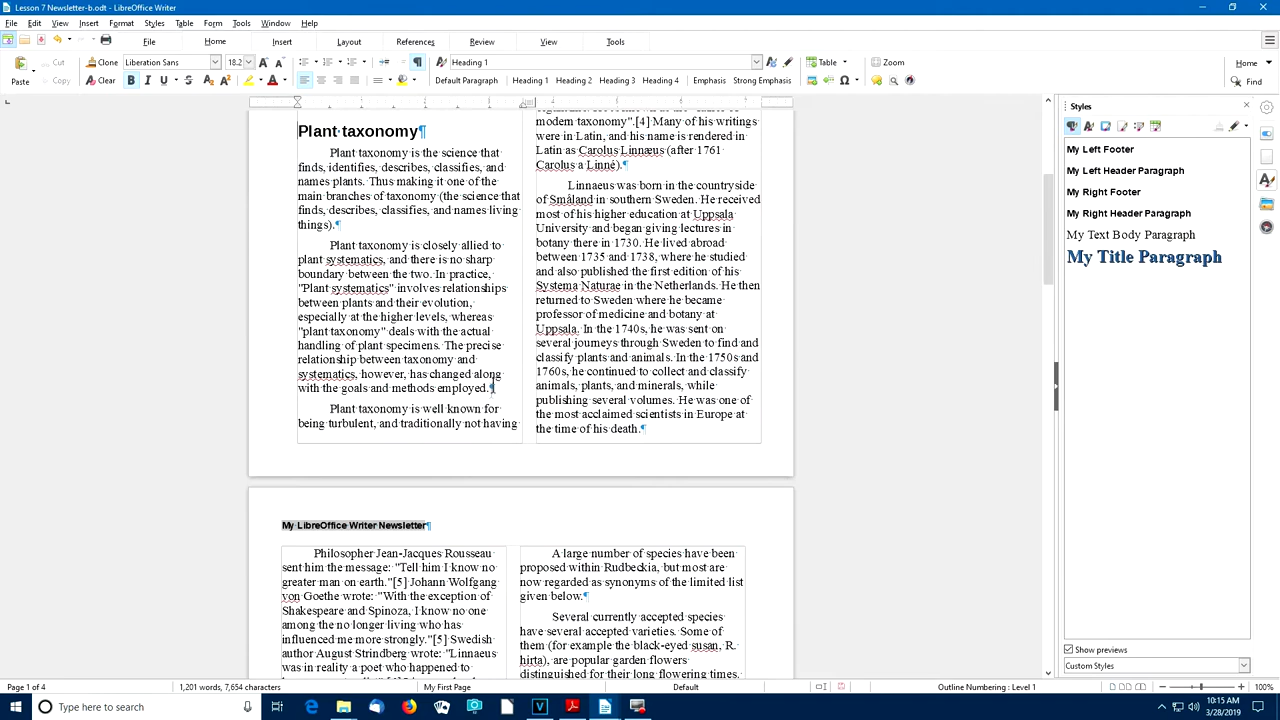 Lesson 7 Newsletter-b.odt - LibreOffice Writer
File Edit View Insert Format Styles Table Form Tools Window Help
File Home Insert Layout References Review View Tools
Paste Cut Copy Clone Clear Liberation Sans 18.2 Heading 1 Table Zoom Home
Default Paragraph Heading 1 Heading 2 Heading 3 Heading 4 Emphasis Strong Emphasis Find
Plant taxonomy¶
Plant taxonomy is the science that
finds, identifies, describes, classifies, and
names plants. Thus making it one of the
main branches of taxonomy (the science that
finds, describes, classifies, and names living
things).¶
Plant taxonomy is closely allied to
plant systematics, and there is no sharp
boundary between the two. In practice,
"Plant systematics" involves relationships
between plants and their evolution,
especially at the higher levels, whereas
"plant taxonomy" deals with the actual
handling of plant specimens. The precise
relationship between taxonomy and
systematics, however, has changed along
with the goals and methods employed.¶
Plant taxonomy is well known for
being turbulent, and traditionally not having
modern taxonomy".[4] Many of his writings
were in Latin, and his name is rendered in
Latin as Carolus Linnæus (after 1761
Carolus a Linné).¶
Linnaeus was born in the countryside
of Småland in southern Sweden. He received
most of his higher education at Uppsala
University and began giving lectures in
botany there in 1730. He lived abroad
between 1735 and 1738, where he studied
and also published the first edition of his
Systema Naturae in the Netherlands. He then
returned to Sweden where he became
professor of medicine and botany at
Uppsala. In the 1740s, he was sent on
several journeys through Sweden to find and
classify plants and animals. In the 1750s and
1760s, he continued to collect and classify
animals, plants, and minerals, while
publishing several volumes. He was one of
the most acclaimed scientists in Europe at
the time of his death.¶
My LibreOffice Writer Newsletter¶
Philosopher Jean-Jacques Rousseau
sent him the message: "Tell him I know no
greater man on earth."[5] Johann Wolfgang
von Goethe wrote: "With the exception of
Shakespeare and Spinoza, I know no one
among the no longer living who has
influenced me more strongly."[5] Swedish
author August Strindberg wrote: "Linnaeus
was in reality a poet who happened to
A large number of species have been
proposed within Rudbeckia, but most are
now regarded as synonyms of the limited list
given below.¶
Several currently accepted species
have several accepted varieties. Some of
them (for example the black-eyed susan, R.
hirta), are popular garden flowers
distinguished for their long flowering times.
Styles
My Left Footer
My Left Header Paragraph
My Right Footer
My Right Header Paragraph
My Text Body Paragraph
My Title Paragraph
Show previews
Custom Styles
Page 1 of 4 1,201 words, 7,654 characters My First Page Default Outline Numbering : Level 1 100%
Type here to search
10:15 AM
3/28/2019